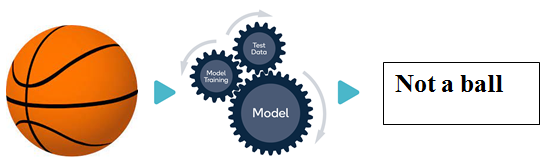 Test
Data
Model
Training
Model
Not a ball